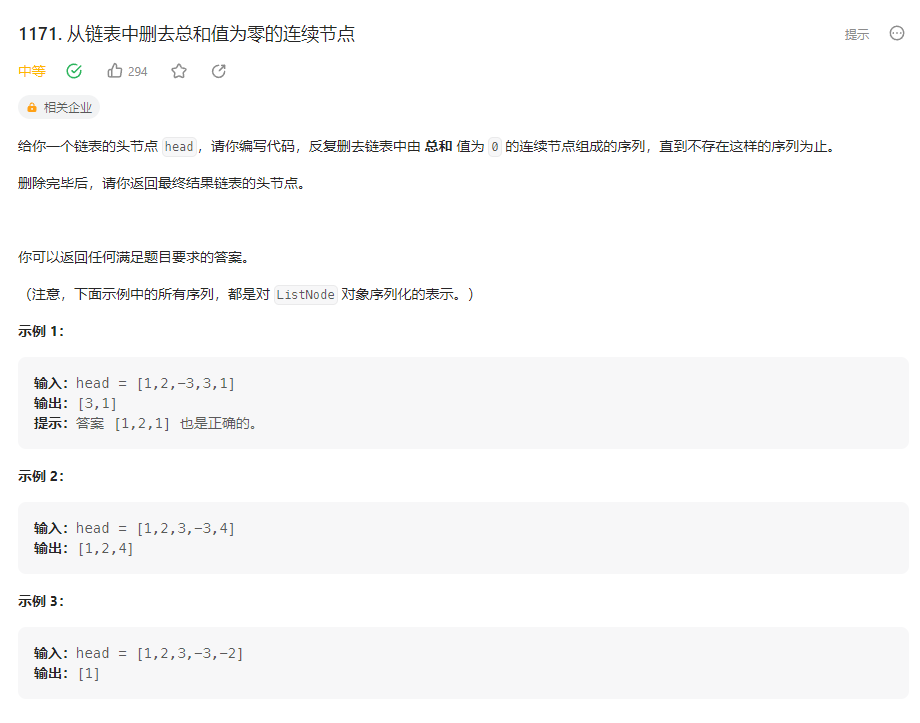 1171. 从链表中删去总和值为零的连续节点
提示
中等
294
相关企业
给你一个链表的头节点 head，请你编写代码，反复删去链表中由 总和 值为 0 的连续节点组成的序列，直到不存在这样的序列为止。
删除完毕后，请你返回最终结果链表的头节点。
你可以返回任何满足题目要求的答案。
（注意，下面示例中的所有序列，都是对 ListNode 对象序列化的表示。）
示例 1：
输入：head = [1,2,-3,3,1]
输出：[3,1]
提示：答案 [1,2,1] 也是正确的。
示例 2：
输入：head = [1,2,3,-3,4]
输出：[1,2,4]
示例 3：
输入：head = [1,2,3,-3,-2]
输出：[1]